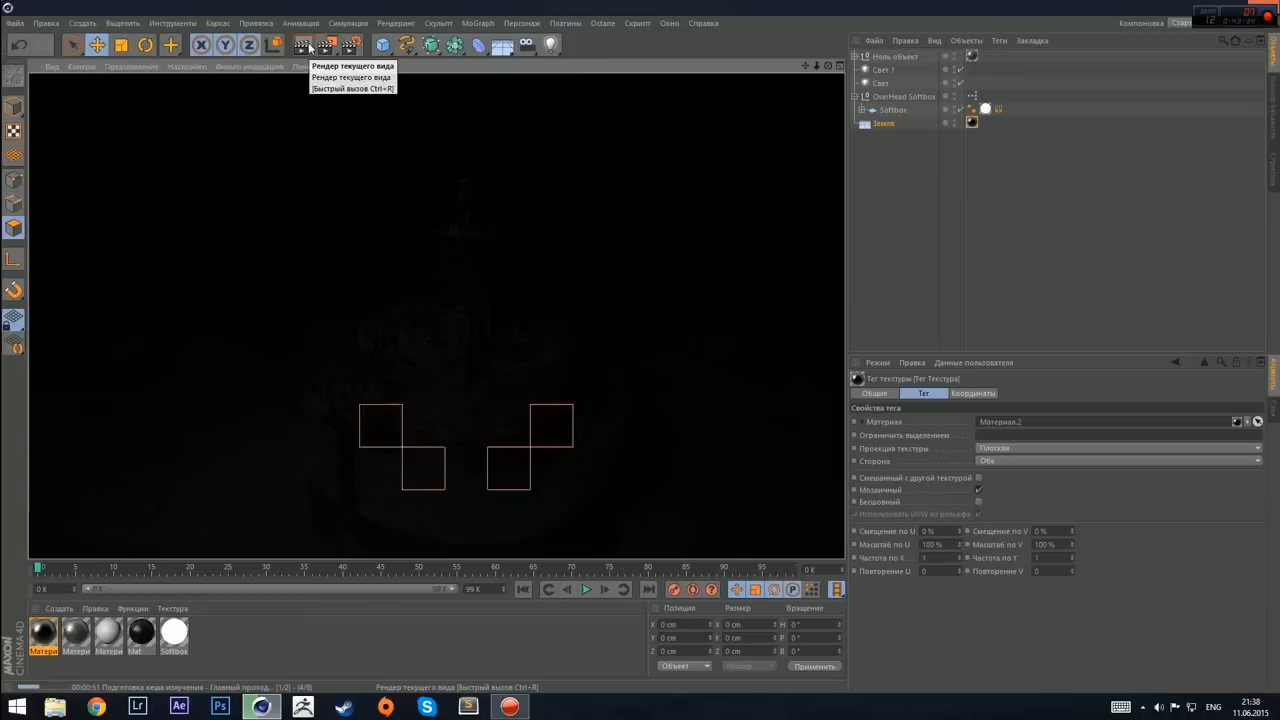 Файл Правка Создать Выделить Инструменты Каркас Привязка Анимация Симуляция Рендеринг Скульпт MoGraph Персонаж Плагины Octane Скрипт Окно Справка
Компоновка
X Y Z
Файл Правка Вид Объекты Теги Закладка
Вид Камеры
Рендер текущего вида
Рендер текущего вида
[Быстрый вызов Ctrl+R]
Ноль объект
Свет.1
Свет
OverHead Softbox
Softbox
Земля
Режим Правка Данные пользователя
Тег текстуры [Тег Текстура]
Общие Тег Координаты
Свойства тега
Материал Материал.2
Ограничить выделением
Проекция текстуры Плоская
Сторона Обе
Смешанный с другой текстурой
Мозаичный
Бесшовный
Использовать UVW из рельефа
Смещение по U 0 % Смещение по V 0 %
Масштаб по U 100 % Масштаб по V 100 %
Частота по X 1 Частота по Y 1
Повторение U 0 Повторение V 0
0 5 10 15 20 25 30 35 40 45 50 55 60 65 70 75 80 85 90 95 0 K
0 K 99 K
Создать Правка Функции Текстура
Матери Матери Матери Mat Softbox
Позиция Размер Вращение
X 0 cm X 0 cm H 0 °
Y 0 cm Y 0 cm P 0 °
Z 0 cm Z 0 cm B 0 °
Объект Применить
MAXON CINEMA 4D
00:00:51 Подготовка кеша излучения - Главный проход... [1/2] - [4/8] Рендер текущего вида [Быстрый вызов Ctrl+R]
Lr Ae Ps S
ENG 21:38
11.06.2015